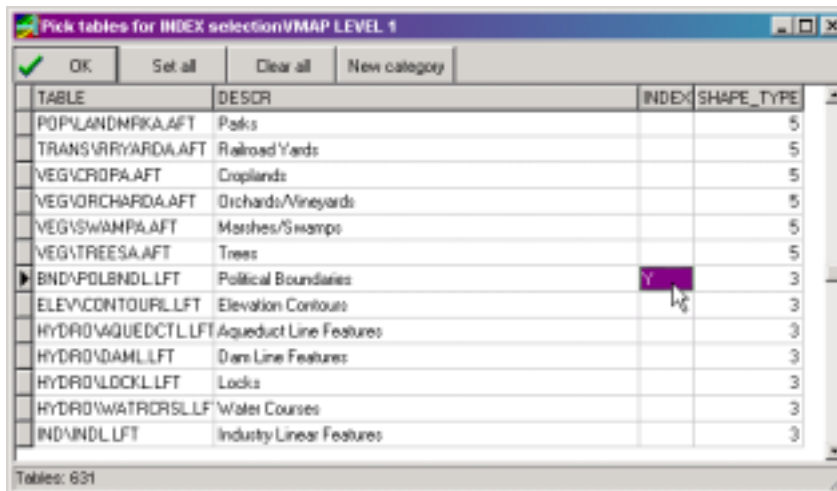 Pick tables for INDEX selectionVMAP LEVEL 1
OK Set all Clear all New category
TABLE DESCR INDEX SHAPE_TYPE
POP\LANDMRKA.AFT Parks 5
TRANS\RRYARDA.AFT Railroad Yards 5
VEG\CROPA.AFT Croplands 5
VEG\ORCHARDA.AFT Orchards/Vineyards 5
VEG\SWAMPA.AFT Marshes/Swamps 5
VEG\TREESA.AFT Trees 5
BND\POLBNDL.LFT Political Boundaries Y 3
ELEV\CONTOURL.LFT Elevation Contours 3
HYDRO\AQUEDCTL.LFT Aqueduct Line Features 3
HYDRO\DAML.LFT Dam Line Features 3
HYDRO\LOCKL.LFT Locks 3
HYDRO\WATRCRSL.LF Water Courses 3
IND\INDL.LFT Industry Linear Features 3
Tables: 631